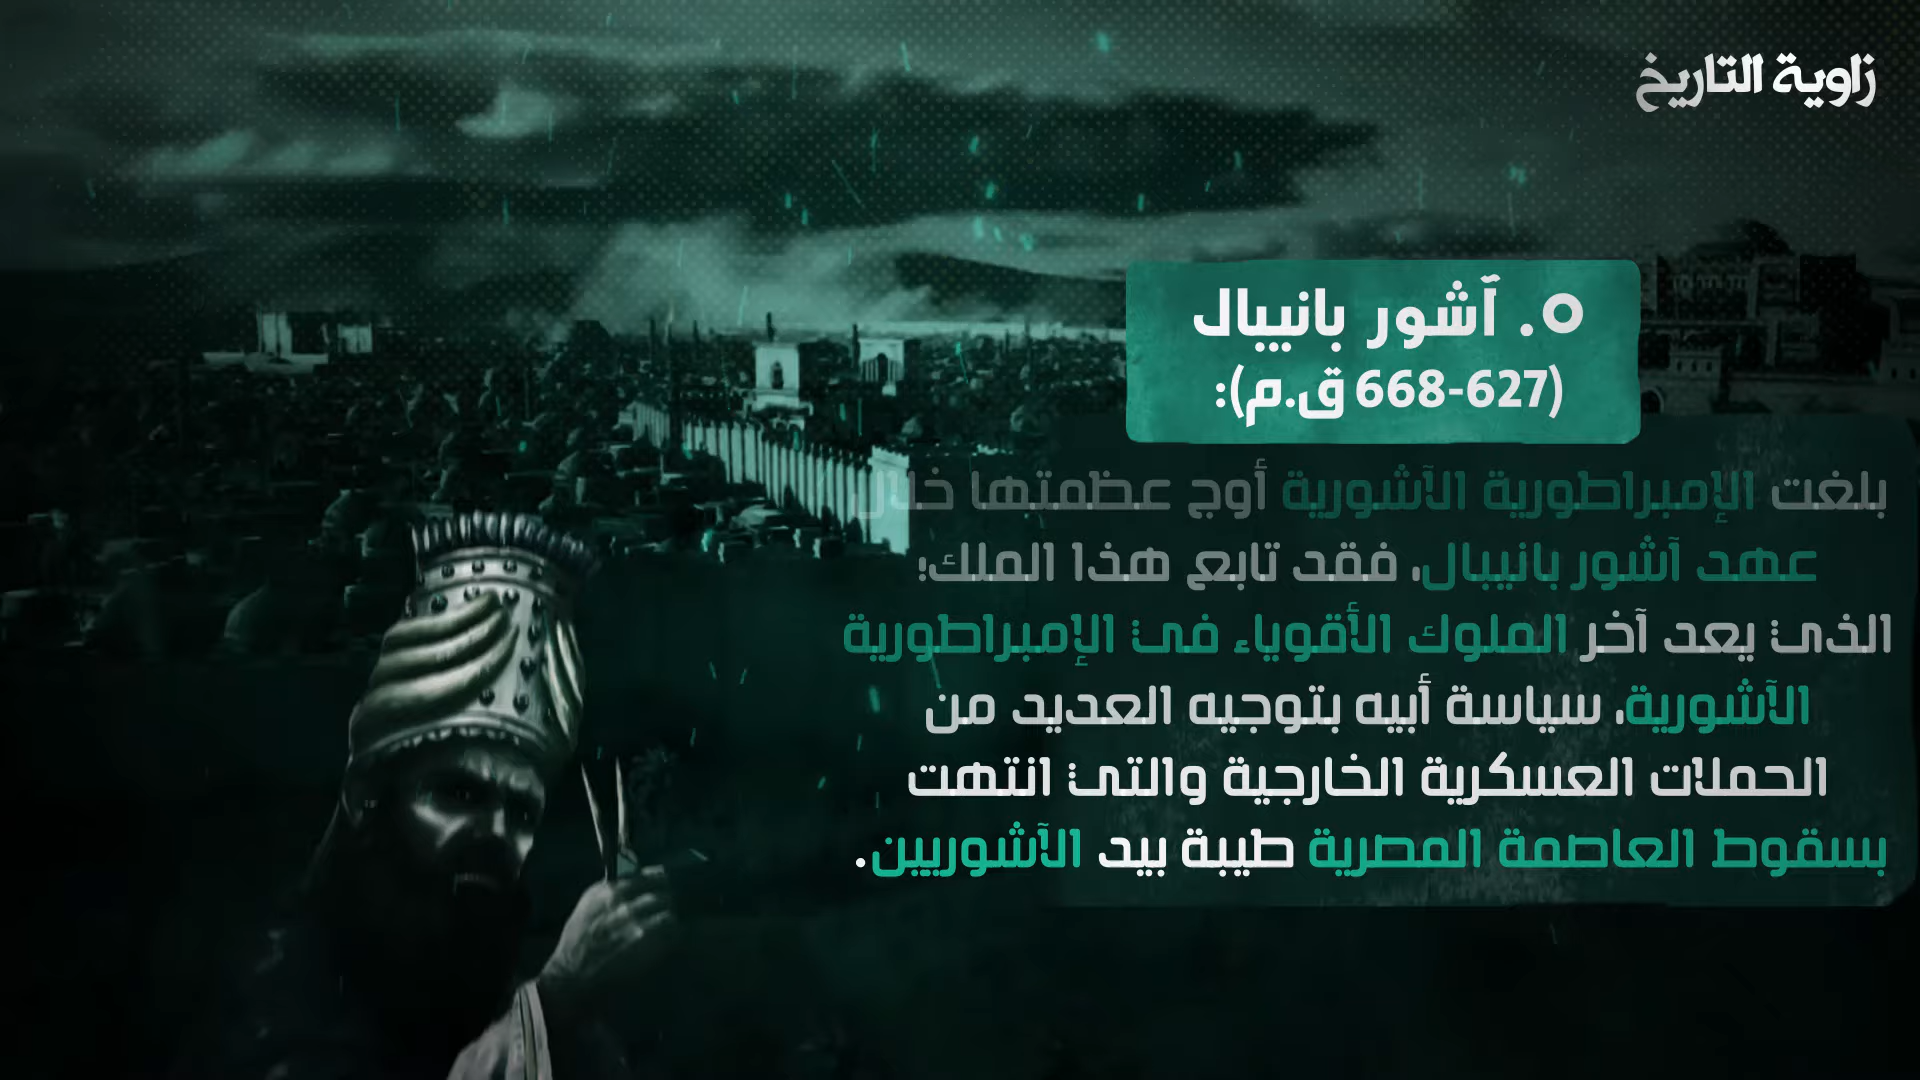 زاوية التاريخ
٥. آشور بانيبال
(668-627 ق.م):
بلغت الإمبراطورية الآشورية أوج عظمتها خلال
عهد آشور بانيبال، فقد تابع هذا الملك؛
الذي يعد آخر الملوك الأقوياء في الإمبراطورية
الآشورية، سياسة أبيه بتوجيه العديد من
الحملات العسكرية الخارجية والتي انتهت
بسقوط العاصمة المصرية طيبة بيد الآشوريين.